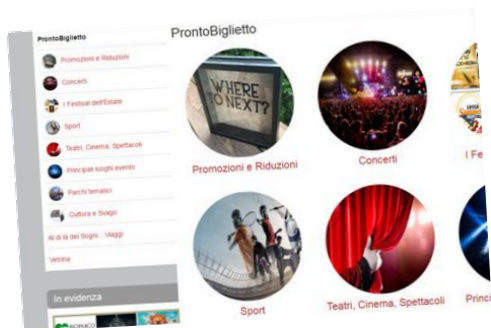 ProntoBiglietto
Promozioni e Riduzioni
Concerti
I Festival dell'Estate
Sport
Teatri, Cinema, Spettacoli
Principali luoghi evento
Parchi tematici
Cultura e Svago
Al di là dei Sogni... Viaggi
Vetrina
In evidenza
ProntoBiglietto
WHERE
TO NEXT?
Promozioni e Riduzioni
Concerti
I Fe
Sport
Teatri, Cinema, Spettacoli
Princi